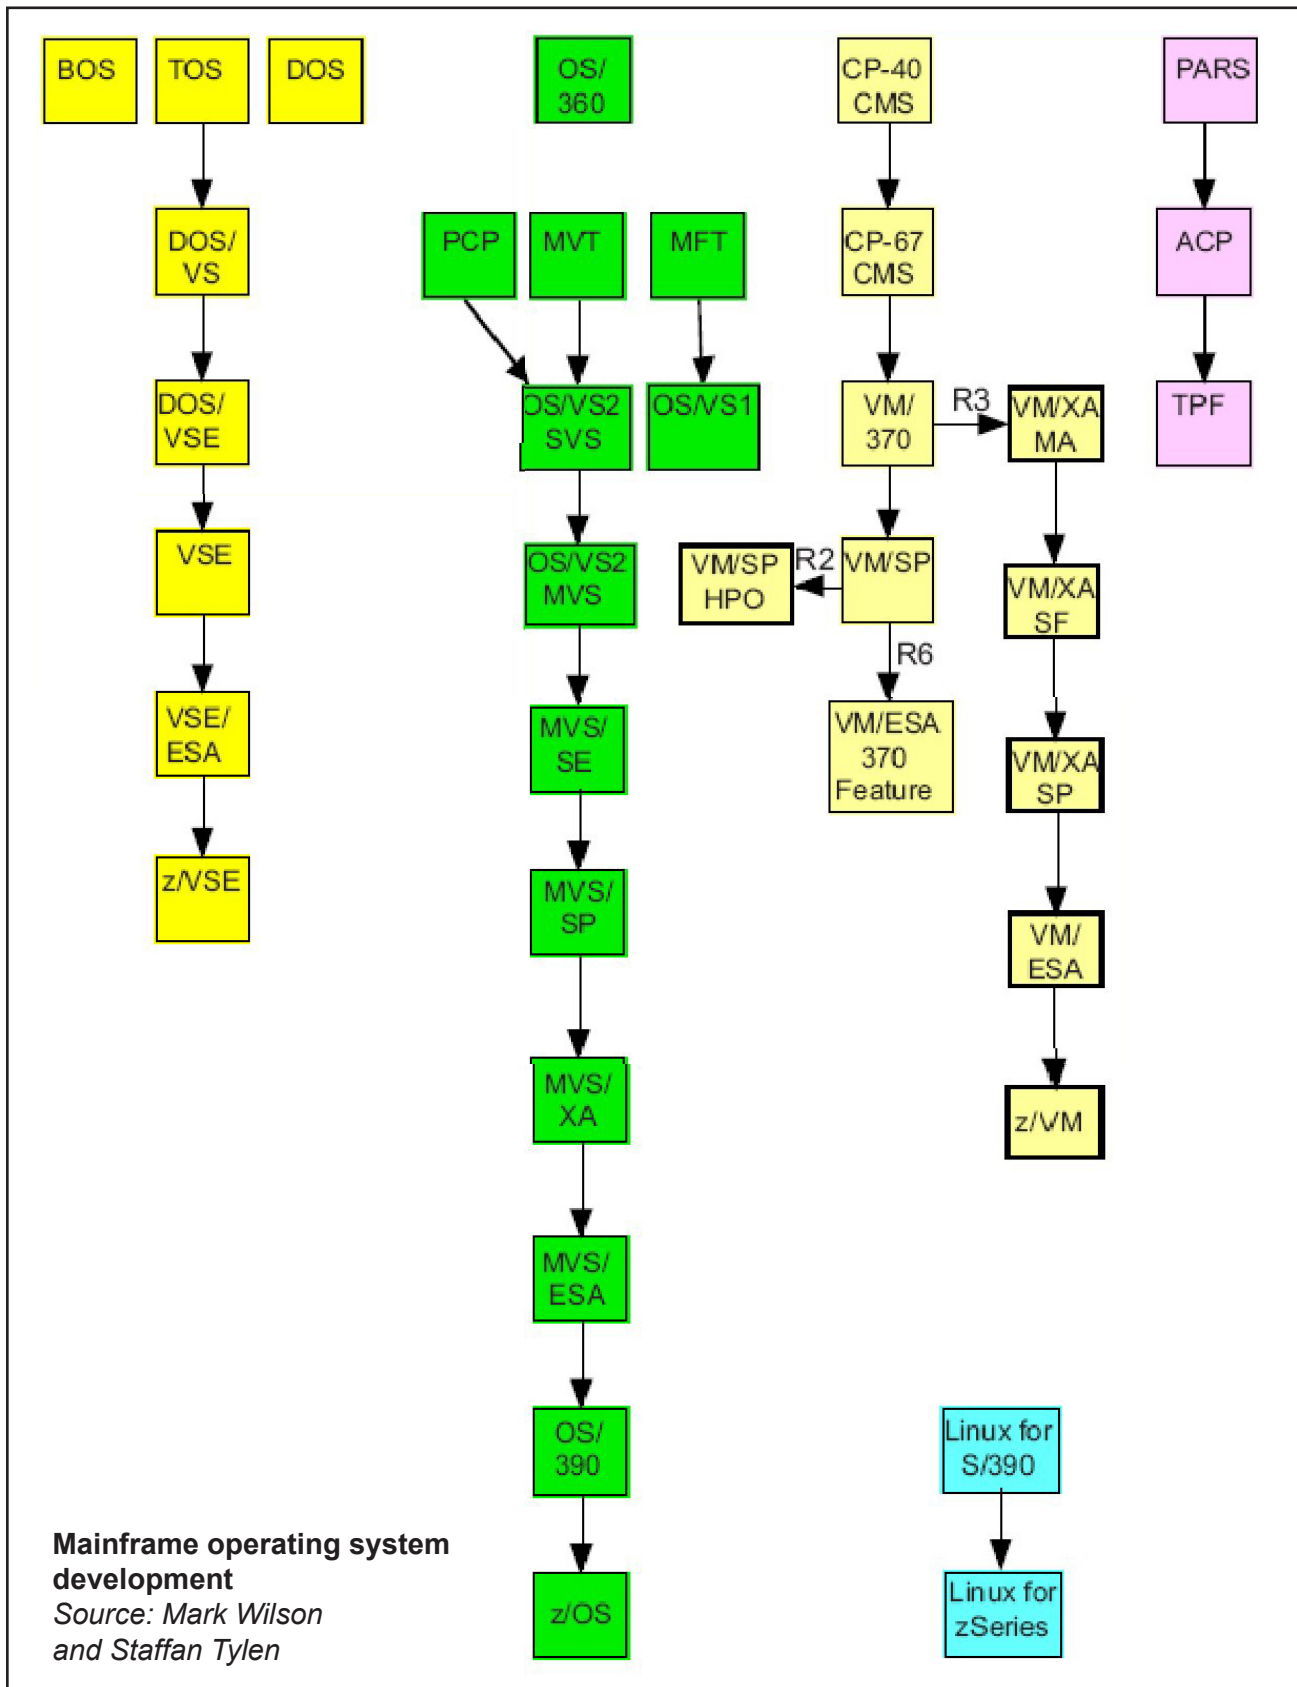 BOS
TOS
DOS
OS/
360
CP-40
CMS
PARS
DOS/
VS
PCP
MVT
MFT
CP-67
CMS
ACP
DOS/
VSE
OS/VS2
SVS
OS/VS1
VM/
370
R3
VM/XA
MA
TPF
VSE
OS/VS2
MVS
VM/SP
HPO
R2
VM/SP
VM/XA
SF
R6
VSE/
ESA
MVS/
SE
VM/ESA
370
Feature
VM/XA
SP
z/VSE
MVS/
SP
VM/
ESA
MVS/
XA
z/VM
MVS/
ESA
OS/
390
Linux for
S/390
z/OS
Linux for
zSeries
Mainframe operating system
development
Source: Mark Wilson
and Staffan Tylen